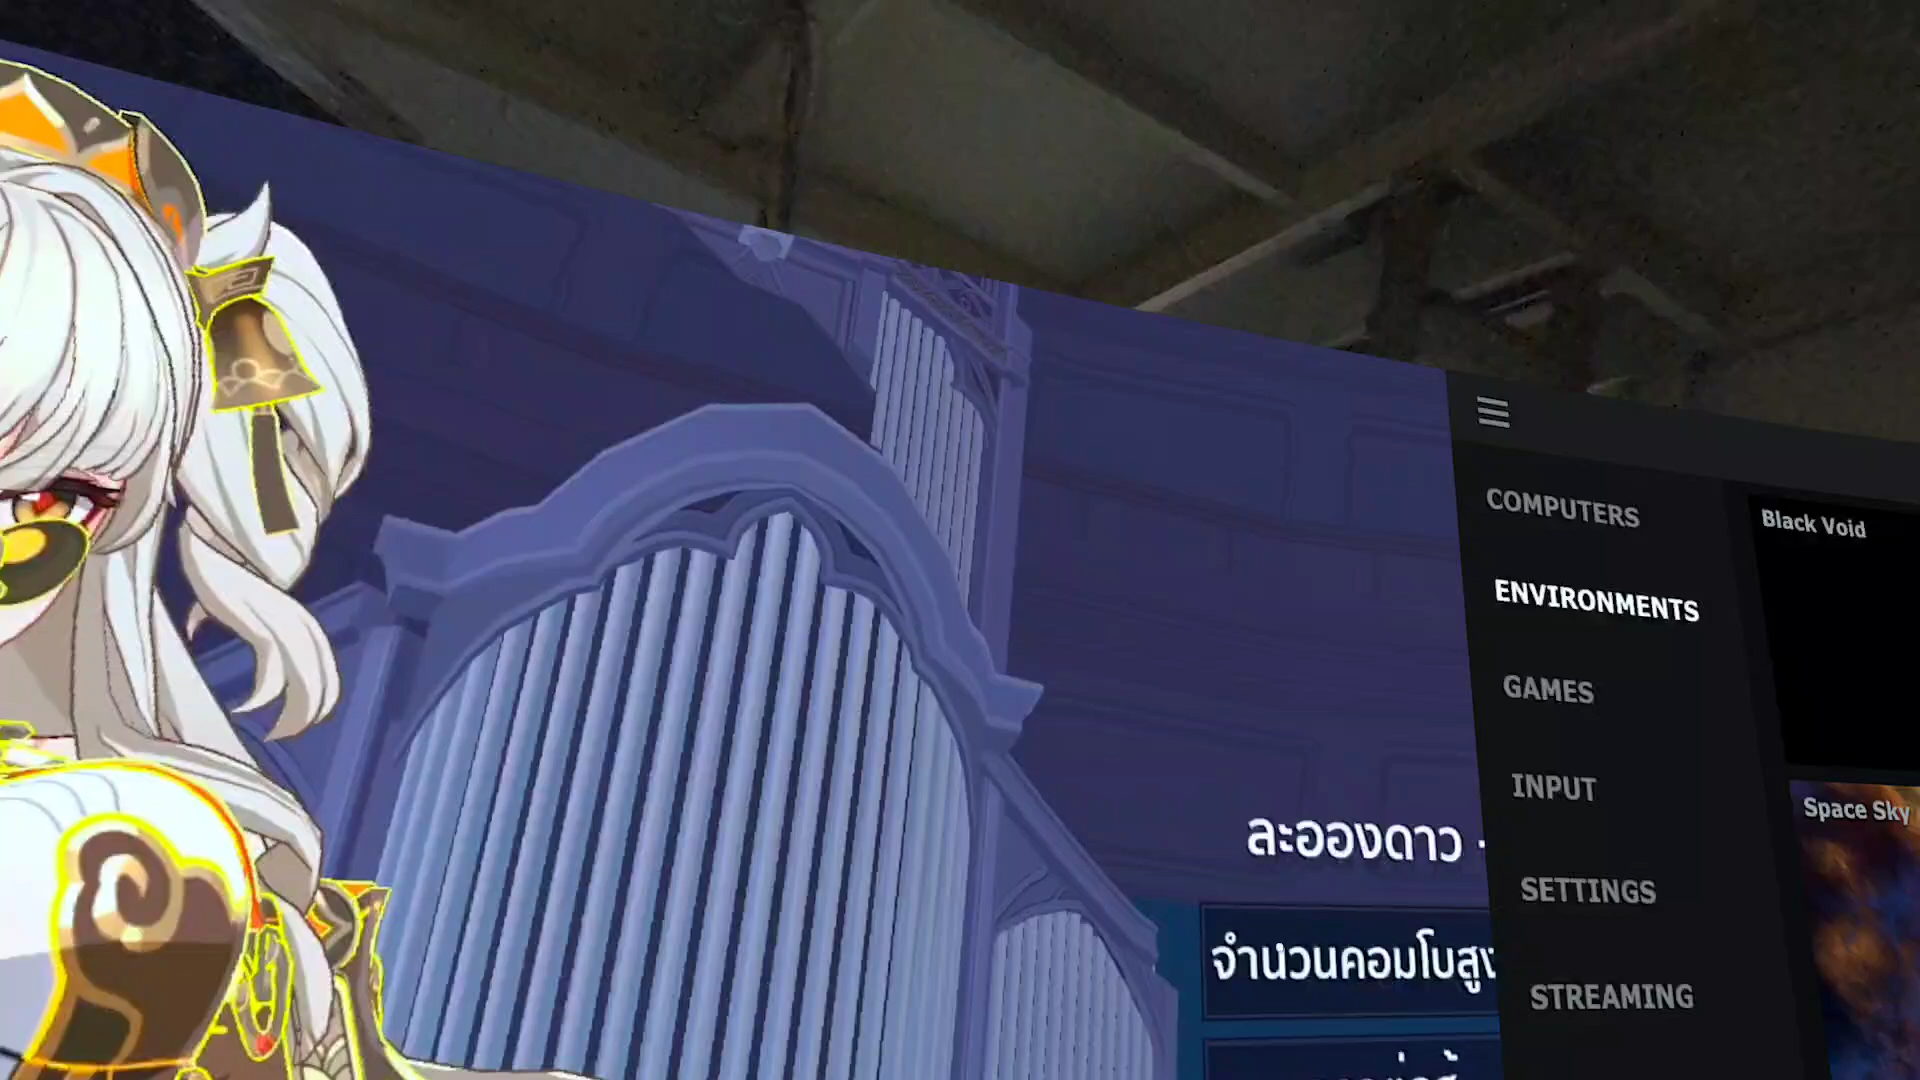 COMPUTERS
ENVIRONMENTS
GAMES
INPUT
SETTINGS
STREAMING
Black Void
Space Sky
ละอองดาว